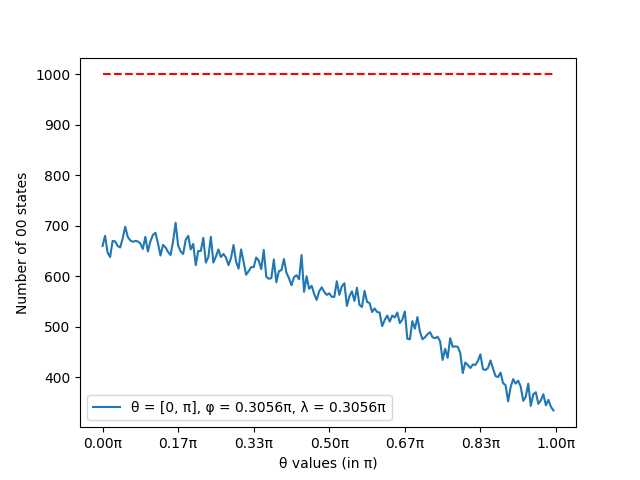 1000
900
800
700
600
500
400
Number of 00 states
θ = [0, π], φ = 0.3056π, λ = 0.3056π
0.00π 0.17π 0.33π 0.50π 0.67π 0.83π 1.00π
θ values (in π)